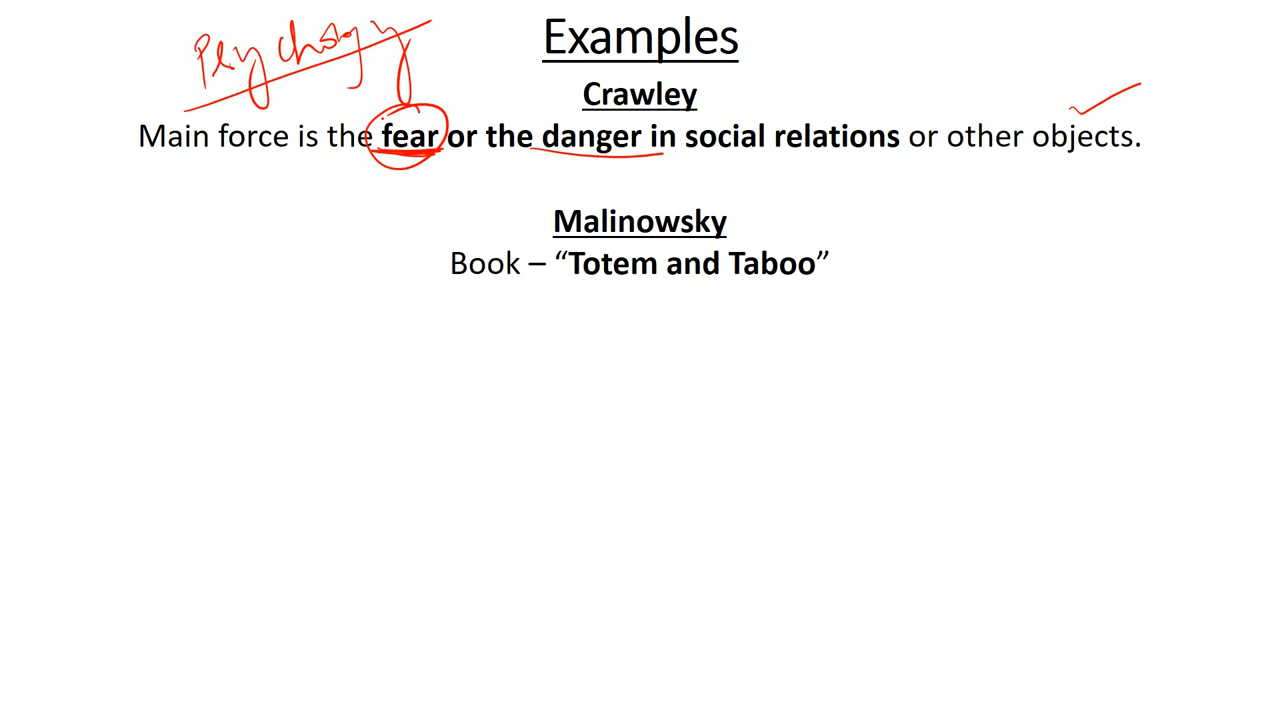 Psychology
Examples
Crawley
Main force is the fear or the danger in social relations or other objects.
Malinowsky
Book – “Totem and Taboo”